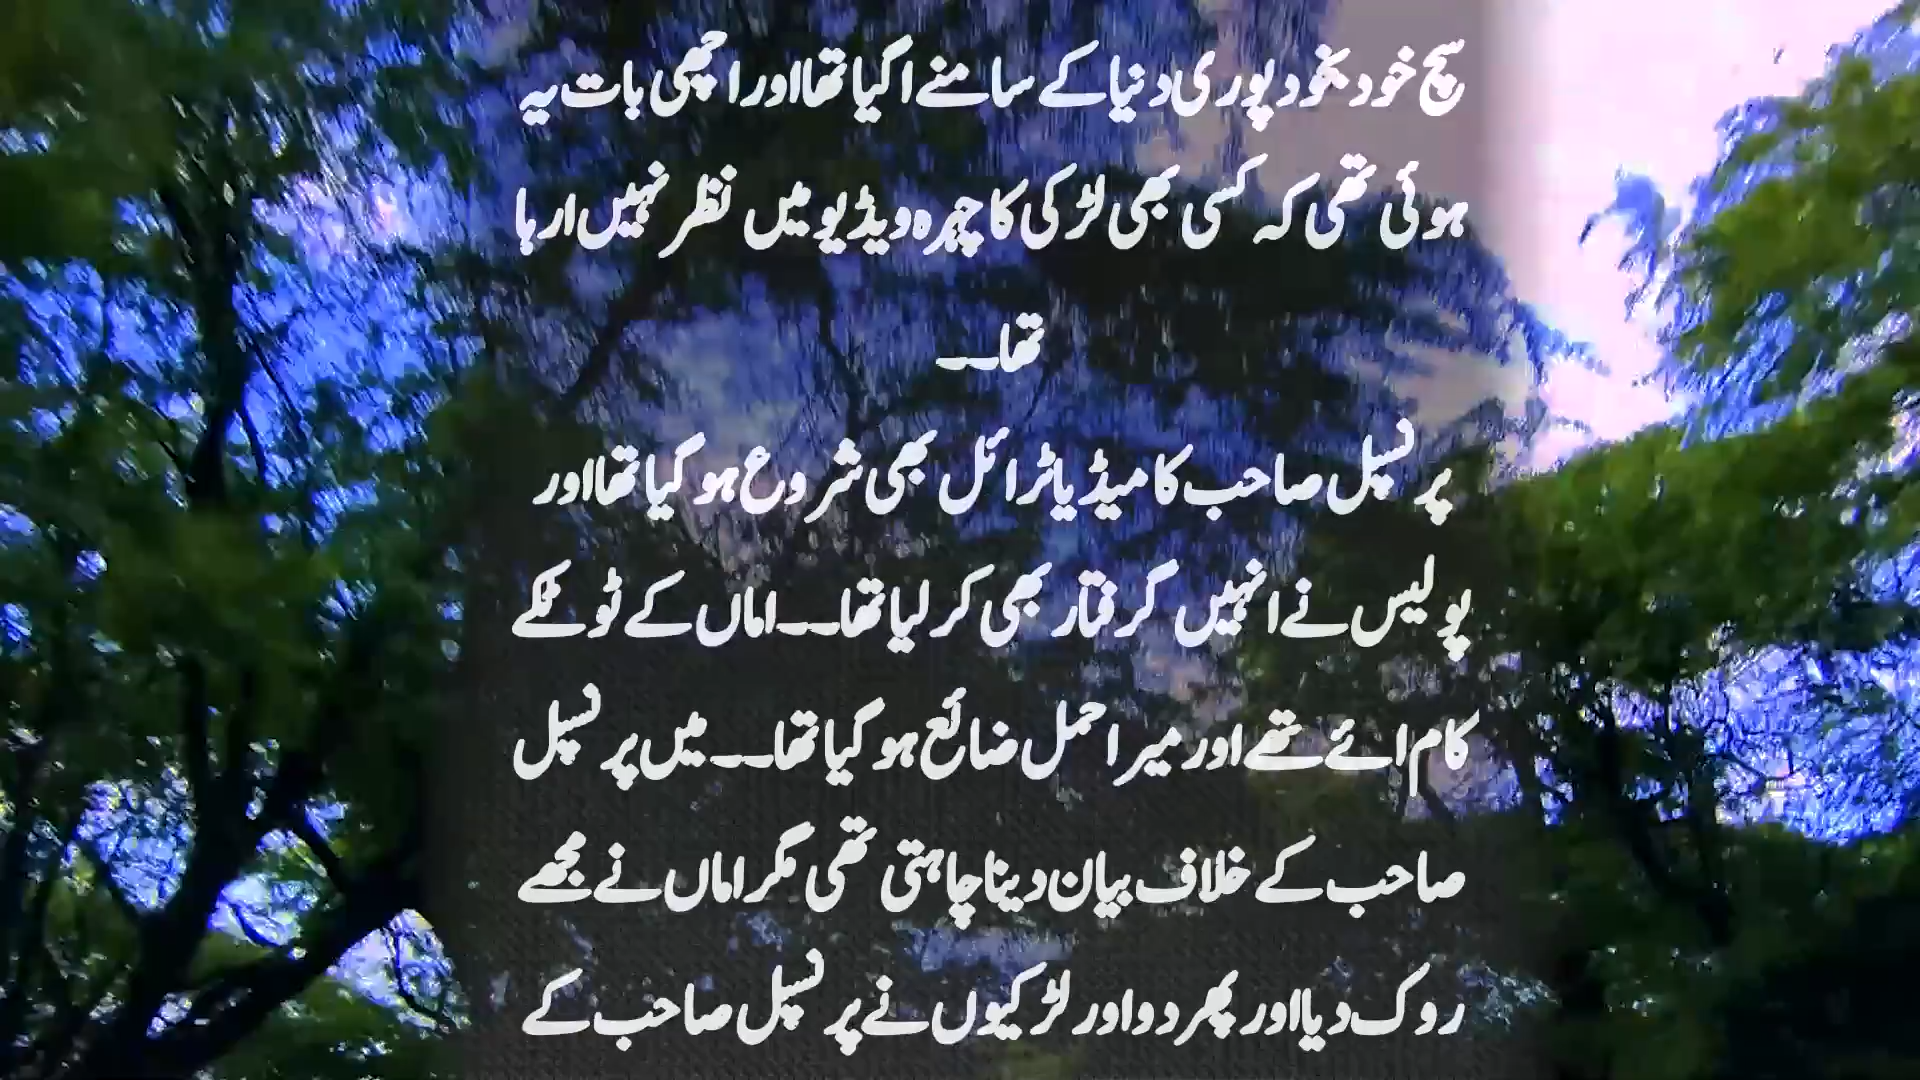 سچ خود بخود پوری دنیا کے سامنے اگیا تھا اور اچھی بات یہ
ہوئی تھی کہ کسی بھی لڑکی کا چہرہ ویڈیو میں نظر نہیں ارہا
تھا۔۔
پرنسپل صاحب کا میڈیا ٹرائل بھی شروع ہو گیا تھا اور
پولیس نے انہیں گرفتار بھی کر لیا تھا۔۔اماں کے ٹوٹکے
کام ائے تھے اور میرا حمل ضائع ہو گیا تھا۔۔میں پرنسپل
صاحب کے خلاف بیان دینا چاہتی تھی مگر اماں نے مجھے
روک دیا اور پھر دو اور لڑکیوں نے پرنسپل صاحب کے